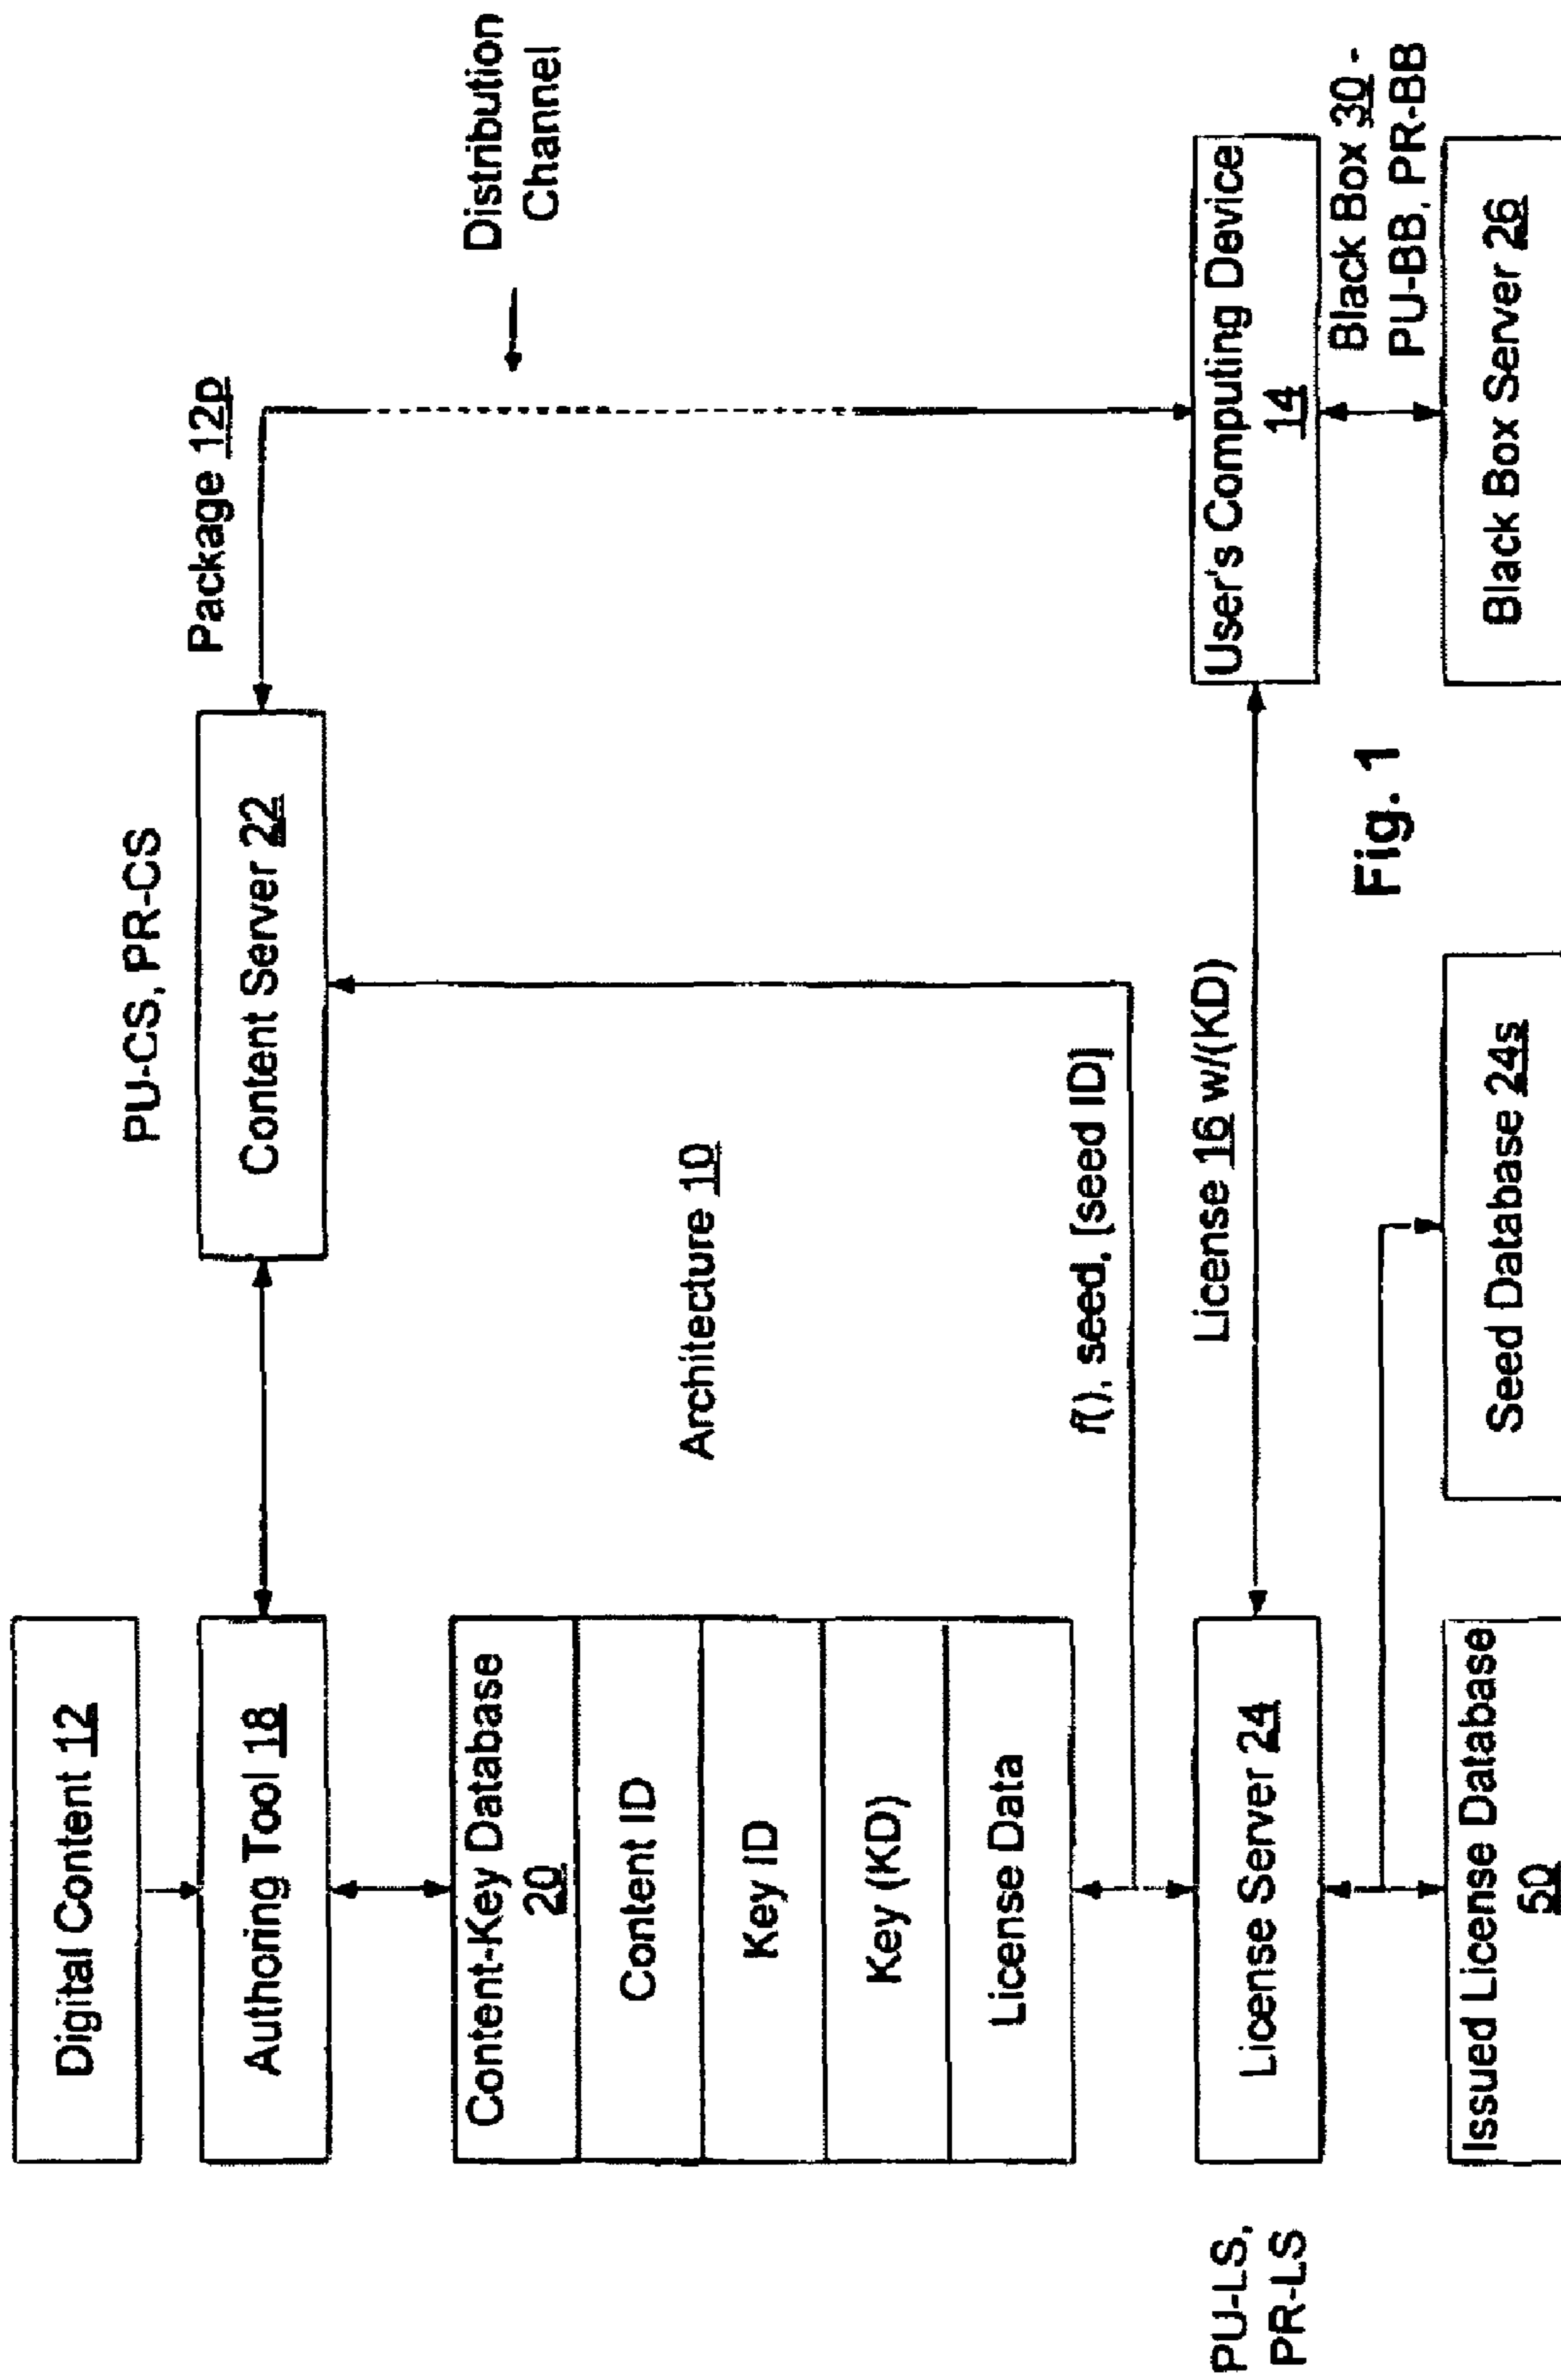 Digital Content 12
PU-CS, PR-CS
Package 12p
Authoring Tool 18
Content Server 22
Distribution
Channel
Content-Key Database
20
Content ID
Key ID
Key (KD)
License Data
Architecture 10
f(), seed, [seed ID]
License 16 w/(KD)
PU-LS,
PR-LS
License Server 24
User's Computing Device
14
Black Box 30 -
PU-BB, PR-BB
Issued License Database
50
Seed Database 24s
Black Box Server 26
Fig. 1